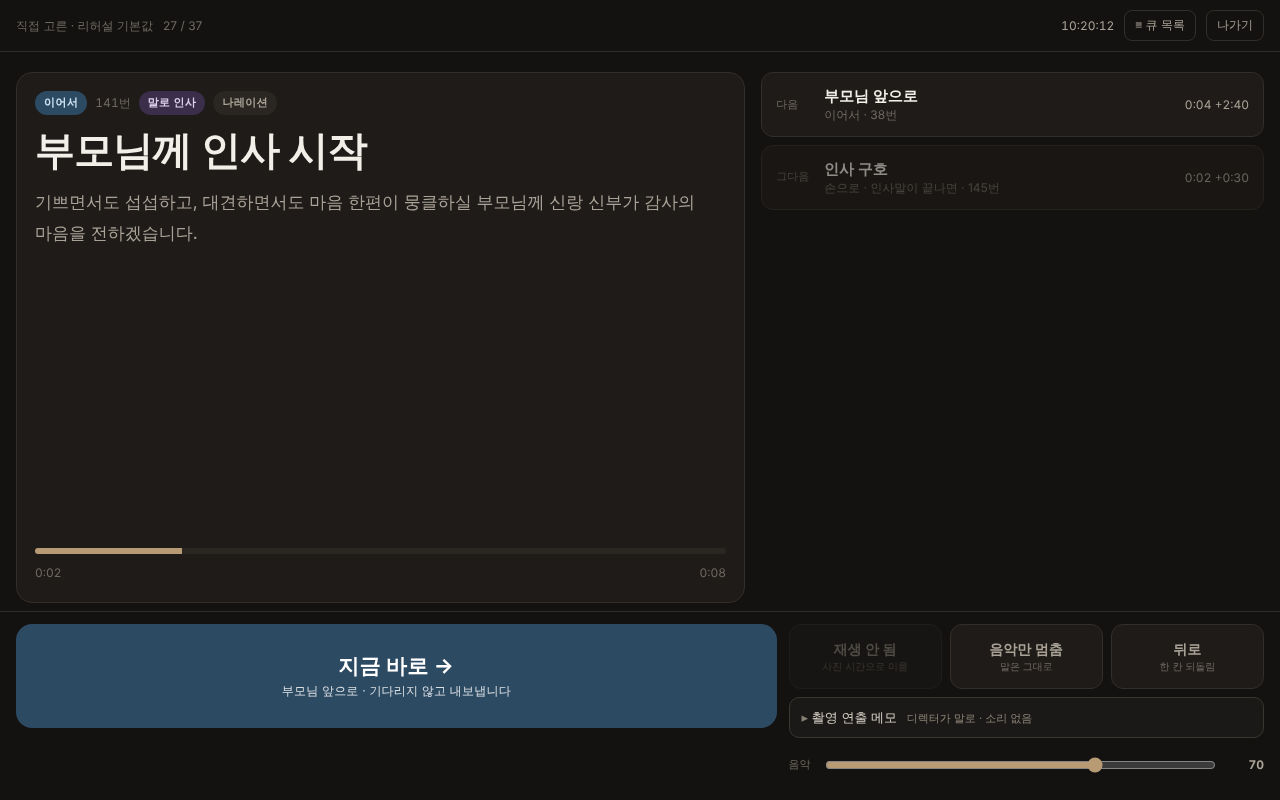 직접 고른 · 리허설 기본값 27 / 37
10:20:12 ≡ 큐 목록 나가기
이어서 141번 말로 인사 나레이션
부모님께 인사 시작
기쁘면서도 섭섭하고, 대견하면서도 마음 한편이 뭉클하실 부모님께 신랑 신부가 감사의
마음을 전하겠습니다.
0:02 0:08
다음 부모님 앞으로 0:04 +2:40
이어서 · 38번
그다음 인사 구호 0:02 +0:30
손으로 · 인사말이 끝나면 · 145번
지금 바로 →
부모님 앞으로 · 기다리지 않고 내보냅니다
재생 안 됨
사진 시간으로 이동
음악만 멈춤
말은 그대로
뒤로
한 칸 되돌림
▸ 촬영 연출 메모 디렉터가 말로 · 소리 없음
음악 70